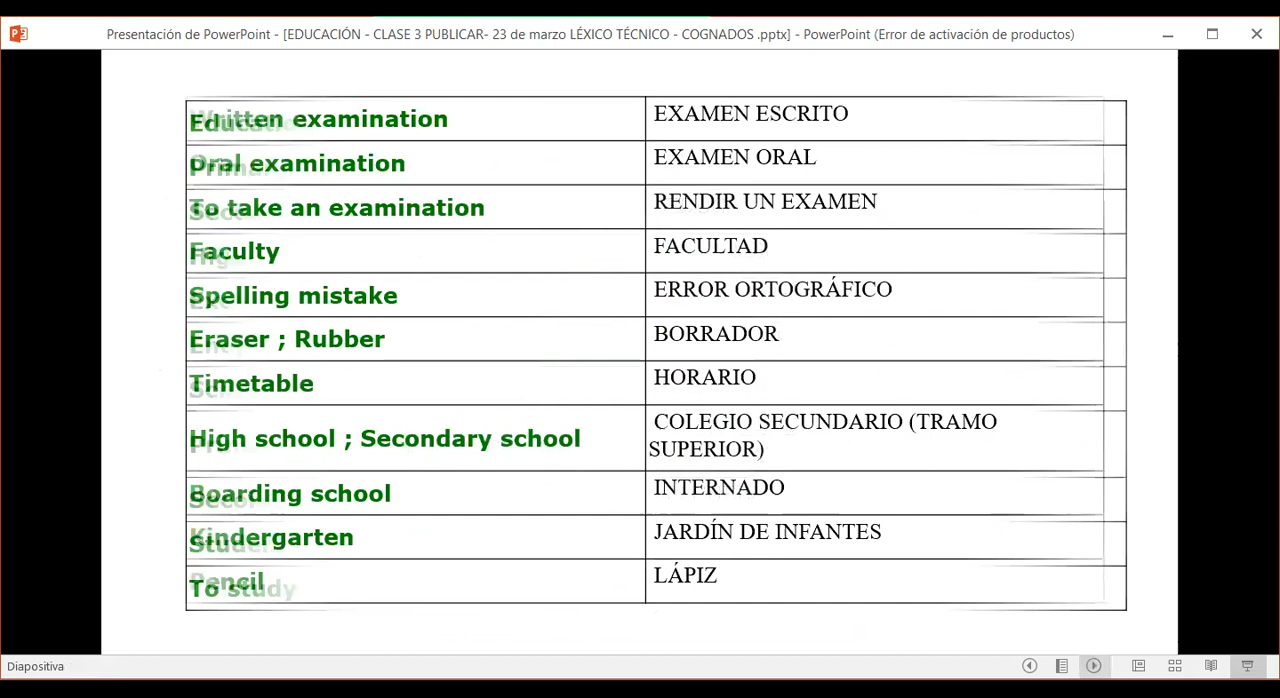 Presentación de PowerPoint - [EDUCACIÓN - CLASE 3 PUBLICAR- 23 de marzo LÉXICO TÉCNICO - COGNADOS .pptx] - PowerPoint (Error de activación de productos)
Written examination EXAMEN ESCRITO
Oral examination EXAMEN ORAL
To take an examination RENDIR UN EXAMEN
Faculty FACULTAD
Spelling mistake ERROR ORTOGRÁFICO
Eraser ; Rubber BORRADOR
Timetable HORARIO
High school ; Secondary school COLEGIO SECUNDARIO (TRAMO
SUPERIOR)
Boarding school INTERNADO
Kindergarten JARDÍN DE INFANTES
Pencil LÁPIZ
To study
Diapositiva